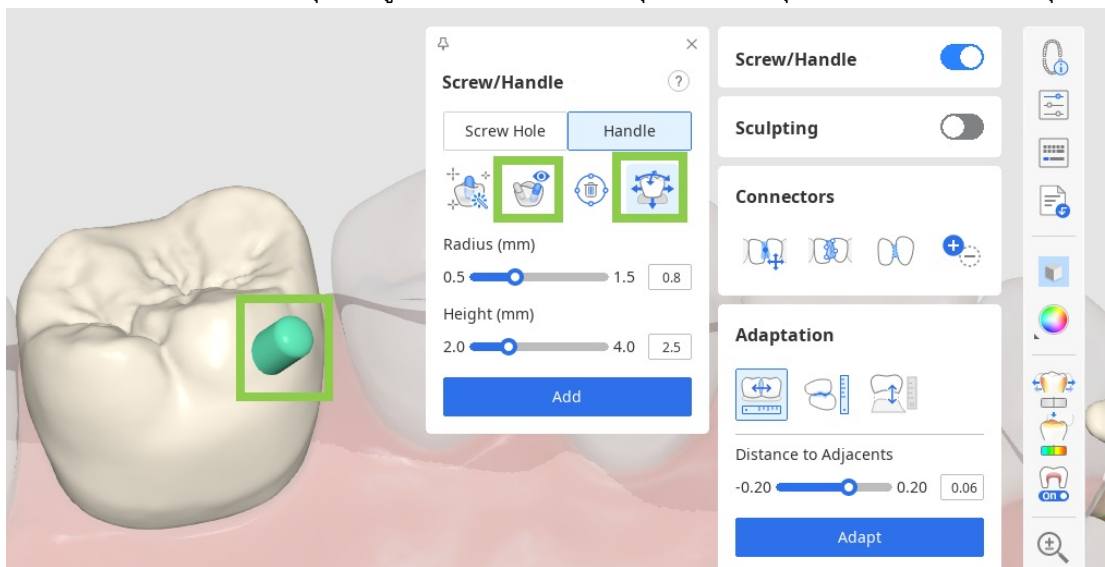 Screw/Handle
?
Screw Hole
Handle
Radius (mm)
0.5
1.5
0.8
Height (mm)
2.0
4.0
2.5
Add
Screw/Handle
Sculpting
Connectors
Adaptation
Distance to Adjacents
-0.20
0.20
0.06
Adapt
On